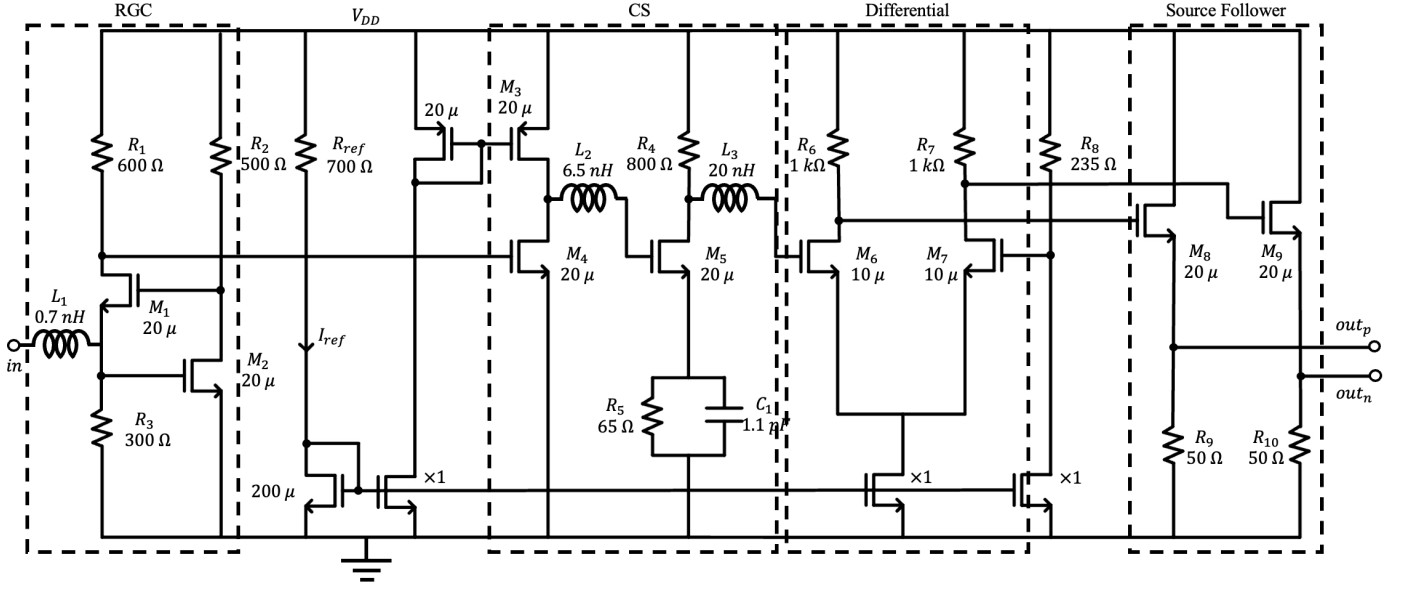 RGC
V_DD
CS
Differential
Source Follower
R_1
600 Ω
R_2
500 Ω
R_ref
700 Ω
20 μ
M_3
20 μ
L_2
6.5 nH
R_4
800 Ω
L_3
20 nH
R_6
1 kΩ
R_7
1 kΩ
R_8
235 Ω
M_4
20 μ
M_5
20 μ
M_6
10 μ
M_7
10 μ
M_8
20 μ
M_9
20 μ
L_1
0.7 nH
in
M_1
20 μ
I_ref
M_2
20 μ
R_3
300 Ω
out_p
out_n
R_5
65 Ω
C_1
1.1 pF
R_9
50 Ω
R_10
50 Ω
200 μ
×1
×1
×1